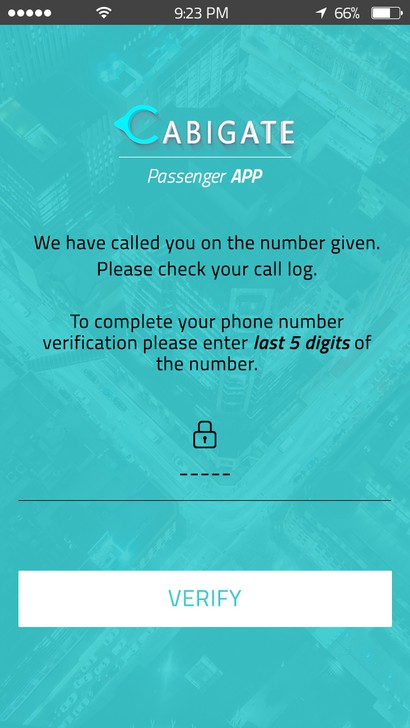 9:23 PM 66%
CABIGATE
Passenger APP
We have called you on the number given.
Please check your call log.
To complete your phone number
verification please enter last 5 digits of
the number.
-----
VERIFY